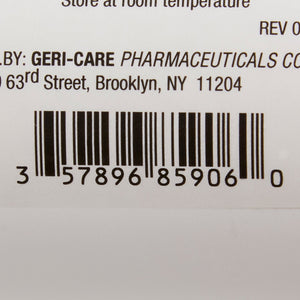 Store at room temperature
REV 0
.BY: GERI-CARE PHARMACEUTICALS CO
63rd Street, Brooklyn, NY 11204
3 57896 85906 0